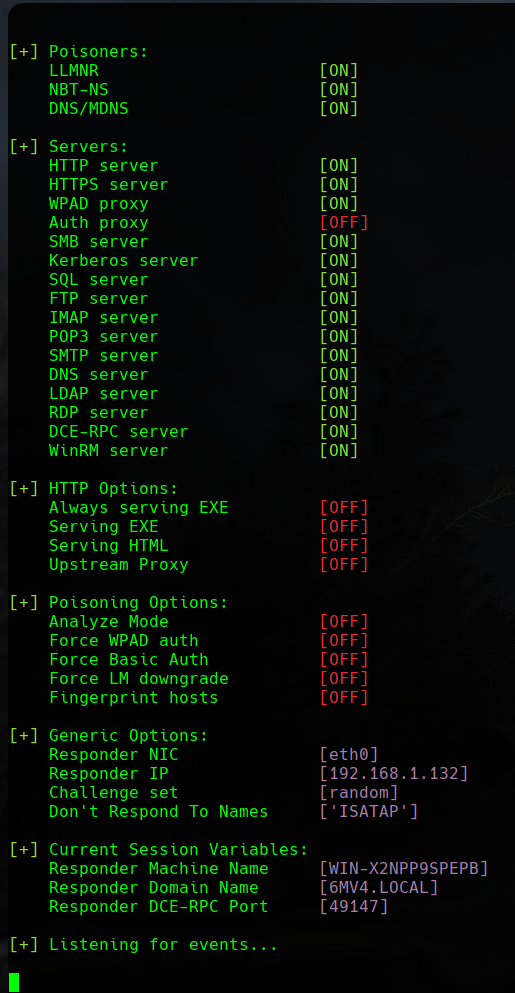 [+] Poisoners:
LLMNR [ON]
NBT-NS [ON]
DNS/MDNS [ON]
[+] Servers:
HTTP server [ON]
HTTPS server [ON]
WPAD proxy [ON]
Auth proxy [OFF]
SMB server [ON]
Kerberos server [ON]
SQL server [ON]
FTP server [ON]
IMAP server [ON]
POP3 server [ON]
SMTP server [ON]
DNS server [ON]
LDAP server [ON]
RDP server [ON]
DCE-RPC server [ON]
WinRM server [ON]
[+] HTTP Options:
Always serving EXE [OFF]
Serving EXE [OFF]
Serving HTML [OFF]
Upstream Proxy [OFF]
[+] Poisoning Options:
Analyze Mode [OFF]
Force WPAD auth [OFF]
Force Basic Auth [OFF]
Force LM downgrade [OFF]
Fingerprint hosts [OFF]
[+] Generic Options:
Responder NIC [eth0]
Responder IP [192.168.1.132]
Challenge set [random]
Don't Respond To Names ['ISATAP']
[+] Current Session Variables:
Responder Machine Name [WIN-X2NPP9SPEPB]
Responder Domain Name [6MV4.LOCAL]
Responder DCE-RPC Port [49147]
[+] Listening for events...